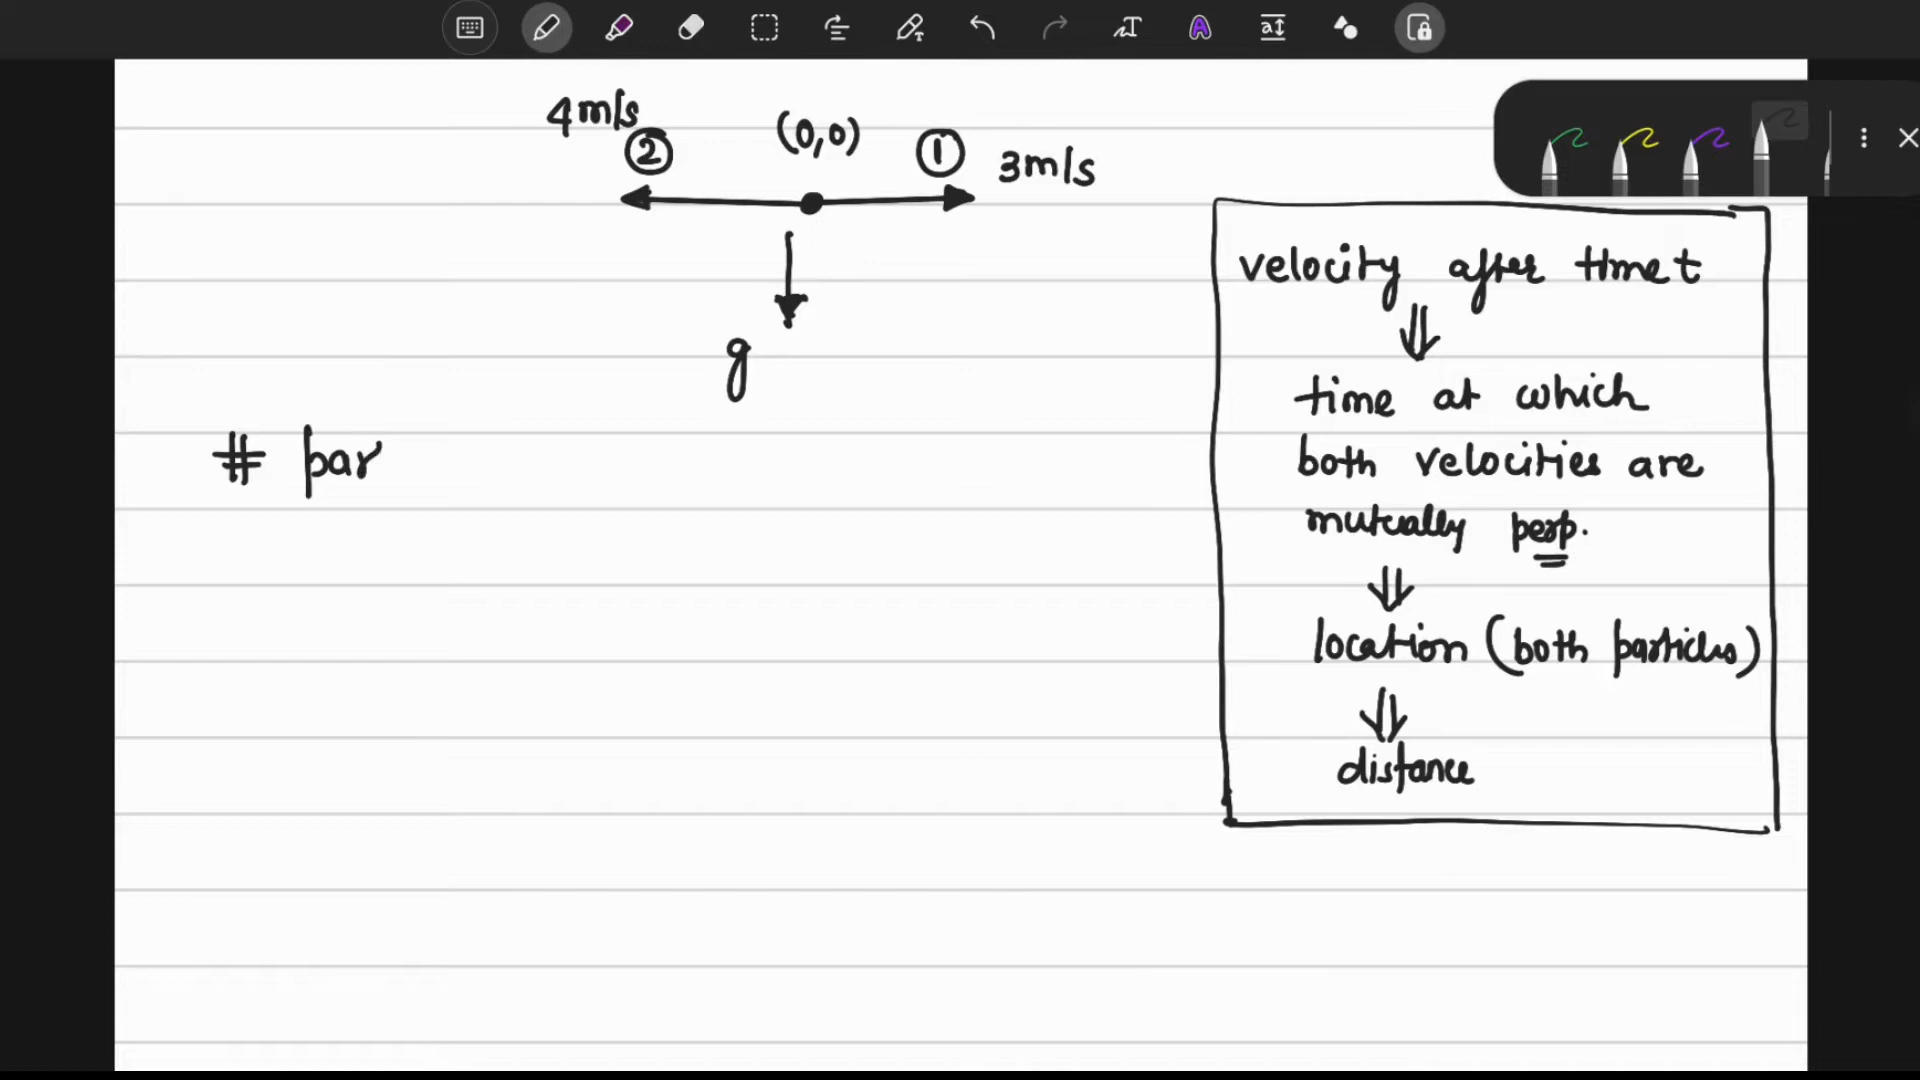 4m/s
②
(0,0)
①
3m/s
g
# par
velocity after time t
⇓
time at which
both velocities are
mutually perp.
⇓
location (both particles)
⇓
distance